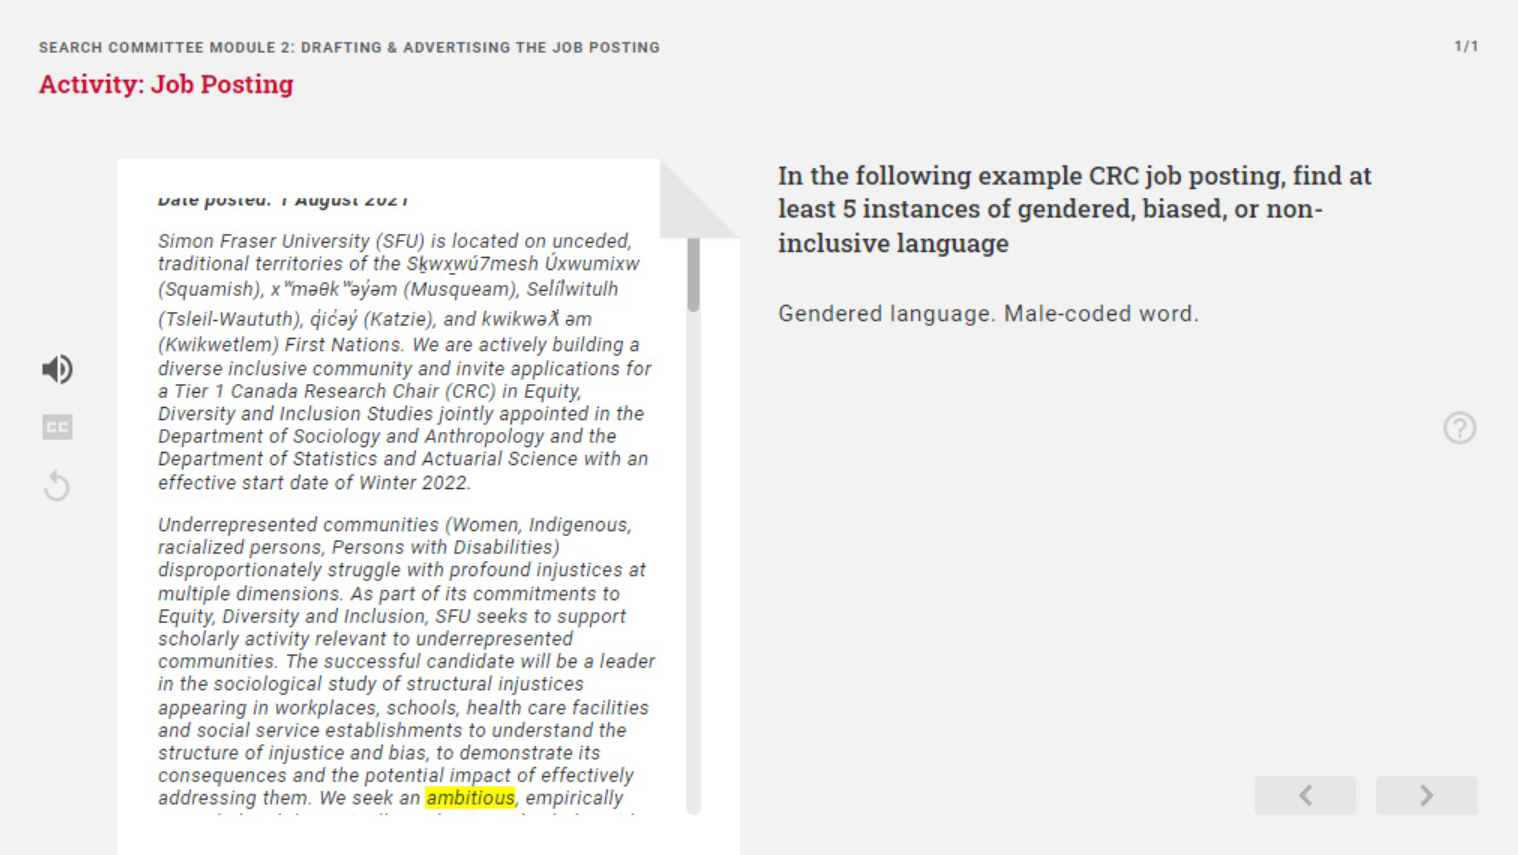 SEARCH COMMITTEE MODULE 2: DRAFTING & ADVERTISING THE JOB POSTING
1/1
Activity: Job Posting
Date posted: 1 August 2021
Simon Fraser University (SFU) is located on unceded,
traditional territories of the Sḵwx̱wú7mesh Úxwumixw
(Squamish), xʷməθkʷəy̓əm (Musqueam), Selí̓lwitulh
(Tsleil-Waututh), q̓ic̓əy̓ (Katzie), and kwikwəƛ̓ əm
(Kwikwetlem) First Nations. We are actively building a
diverse inclusive community and invite applications for
a Tier 1 Canada Research Chair (CRC) in Equity,
Diversity and Inclusion Studies jointly appointed in the
Department of Sociology and Anthropology and the
Department of Statistics and Actuarial Science with an
effective start date of Winter 2022.
Underrepresented communities (Women, Indigenous,
racialized persons, Persons with Disabilities)
disproportionately struggle with profound injustices at
multiple dimensions. As part of its commitments to
Equity, Diversity and Inclusion, SFU seeks to support
scholarly activity relevant to underrepresented
communities. The successful candidate will be a leader
in the sociological study of structural injustices
appearing in workplaces, schools, health care facilities
and social service establishments to understand the
structure of injustice and bias, to demonstrate its
consequences and the potential impact of effectively
addressing them. We seek an ambitious, empirically
In the following example CRC job posting, find at
least 5 instances of gendered, biased, or non-
inclusive language
Gendered language. Male-coded word.
CC